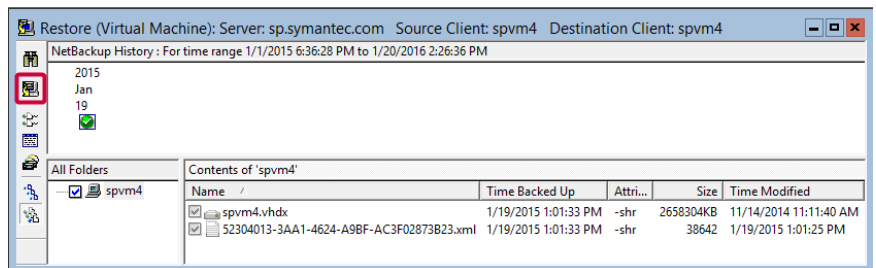 Restore (Virtual Machine): Server: sp.symantec.com Source Client: spvm4 Destination Client: spvm4
NetBackup History : For time range 1/1/2015 6:36:28 PM to 1/20/2016 2:26:36 PM
2015
Jan
19
All Folders
Contents of 'spvm4'
spvm4
Name Time Backed Up Attri... Size Time Modified
spvm4.vhdx 1/19/2015 1:01:33 PM -shr 2658304KB 11/14/2014 11:11:40 AM
52304013-3AA1-4624-A9BF-AC3F02873B23.xml 1/19/2015 1:01:33 PM -shr 38642 1/19/2015 1:01:25 PM